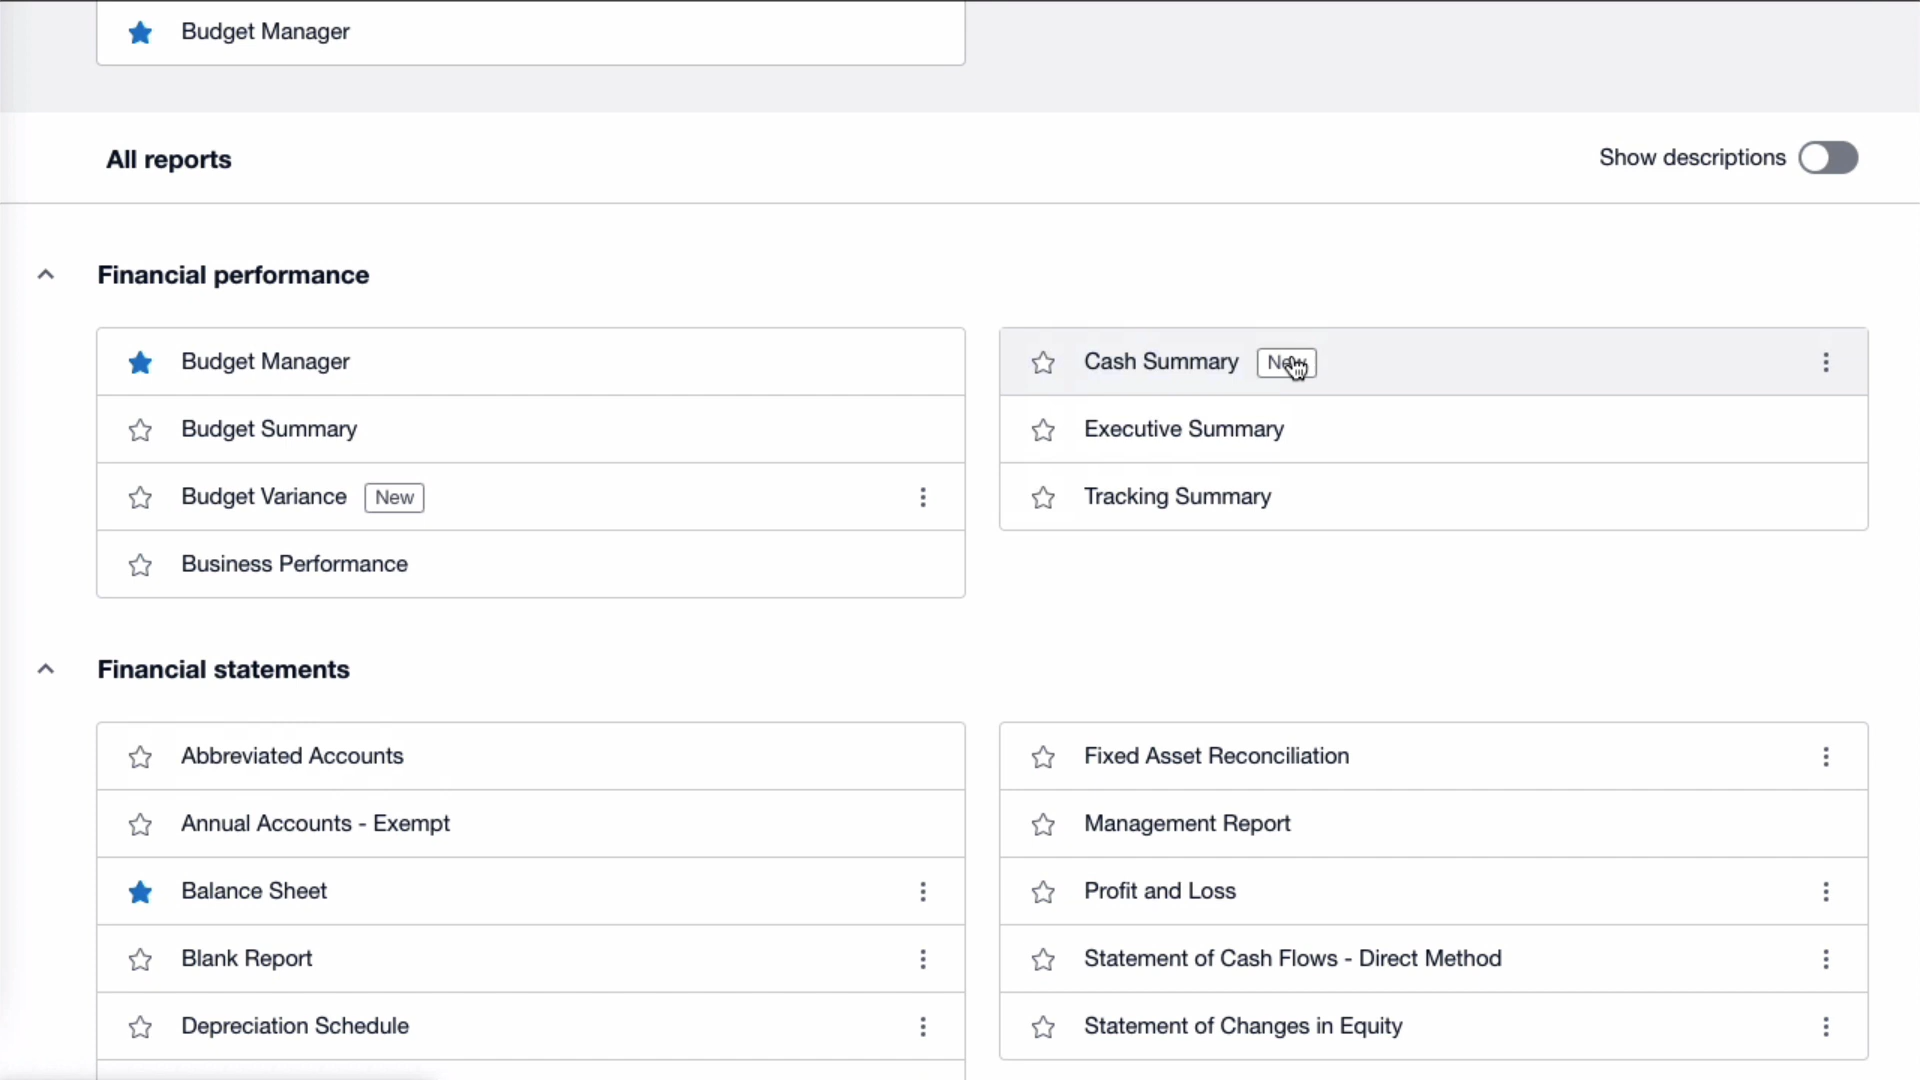 Budget Manager
All reports
Show descriptions
Financial performance
Budget Manager
Budget Summary
Budget Variance New
Business Performance
Cash Summary New
Executive Summary
Tracking Summary
Financial statements
Abbreviated Accounts
Annual Accounts - Exempt
Balance Sheet
Blank Report
Depreciation Schedule
Fixed Asset Reconciliation
Management Report
Profit and Loss
Statement of Cash Flows - Direct Method
Statement of Changes in Equity